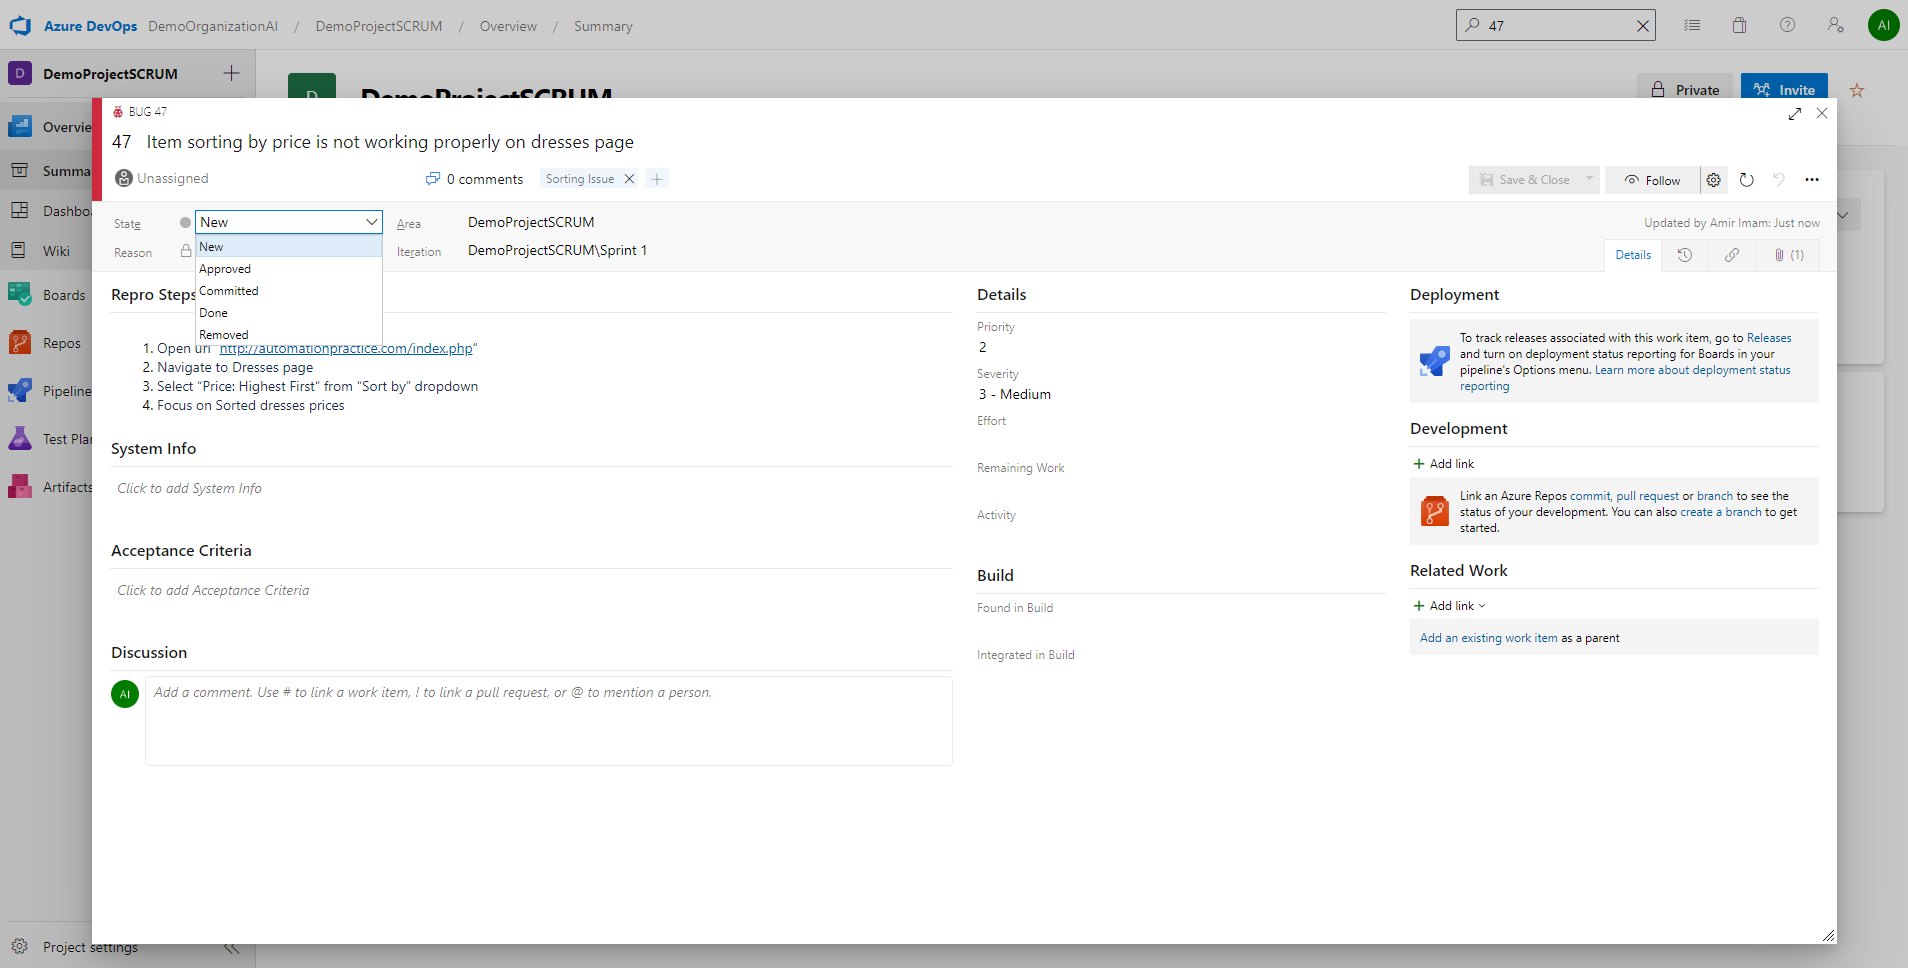 Azure DevOps DemoOrganizationAI / DemoProjectSCRUM / Overview / Summary
47
AI
D DemoProjectSCRUM
D DemoProjectSCRUM
Private
Invite
Overvie
Summa
Dashbo
Wiki
Boards
Repos
Pipeline
Test Plan
Artifacts
Project settings
BUG 47
47 Item sorting by price is not working properly on dresses page
Unassigned
0 comments
Sorting Issue
Save & Close
Follow
State
New
Area
DemoProjectSCRUM
Updated by Amir Imam: Just now
Reason
Iteration
DemoProjectSCRUM\Sprint 1
New
Approved
Committed
Done
Removed
Details
(1)
Repro Steps
1. Open url “http://automationpractice.com/index.php”
2. Navigate to Dresses page
3. Select “Price: Highest First” from “Sort by” dropdown
4. Focus on Sorted dresses prices
System Info
Click to add System Info
Acceptance Criteria
Click to add Acceptance Criteria
Discussion
AI
Add a comment. Use # to link a work item, ! to link a pull request, or @ to mention a person.
Details
Priority
2
Severity
3 - Medium
Effort
Remaining Work
Activity
Build
Found in Build
Integrated in Build
Deployment
To track releases associated with this work item, go to Releases
and turn on deployment status reporting for Boards in your
pipeline's Options menu. Learn more about deployment status
reporting
Development
Add link
Link an Azure Repos commit, pull request or branch to see the
status of your development. You can also create a branch to get
started.
Related Work
Add link
Add an existing work item as a parent